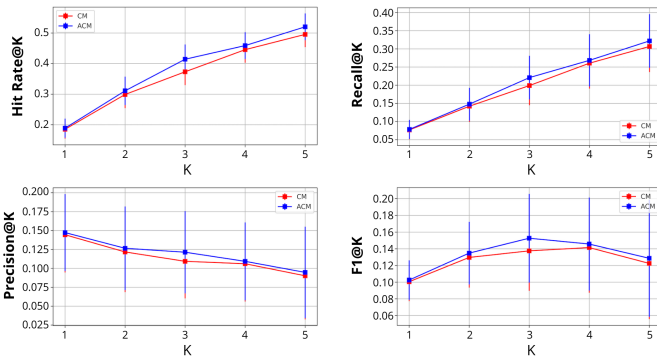 Hit Rate@K
0.5
0.4
0.3
0.2
CM
ACM
1 2 3 4 5
K
Recall@K
0.40
0.35
0.30
0.25
0.20
0.15
0.10
0.05
CM
ACM
1 2 3 4 5
K
Precision@K
0.200
0.175
0.150
0.125
0.100
0.075
0.050
0.025
CM
ACM
1 2 3 4 5
K
F1@K
0.20
0.18
0.16
0.14
0.12
0.10
0.08
0.06
CM
ACM
1 2 3 4 5
K